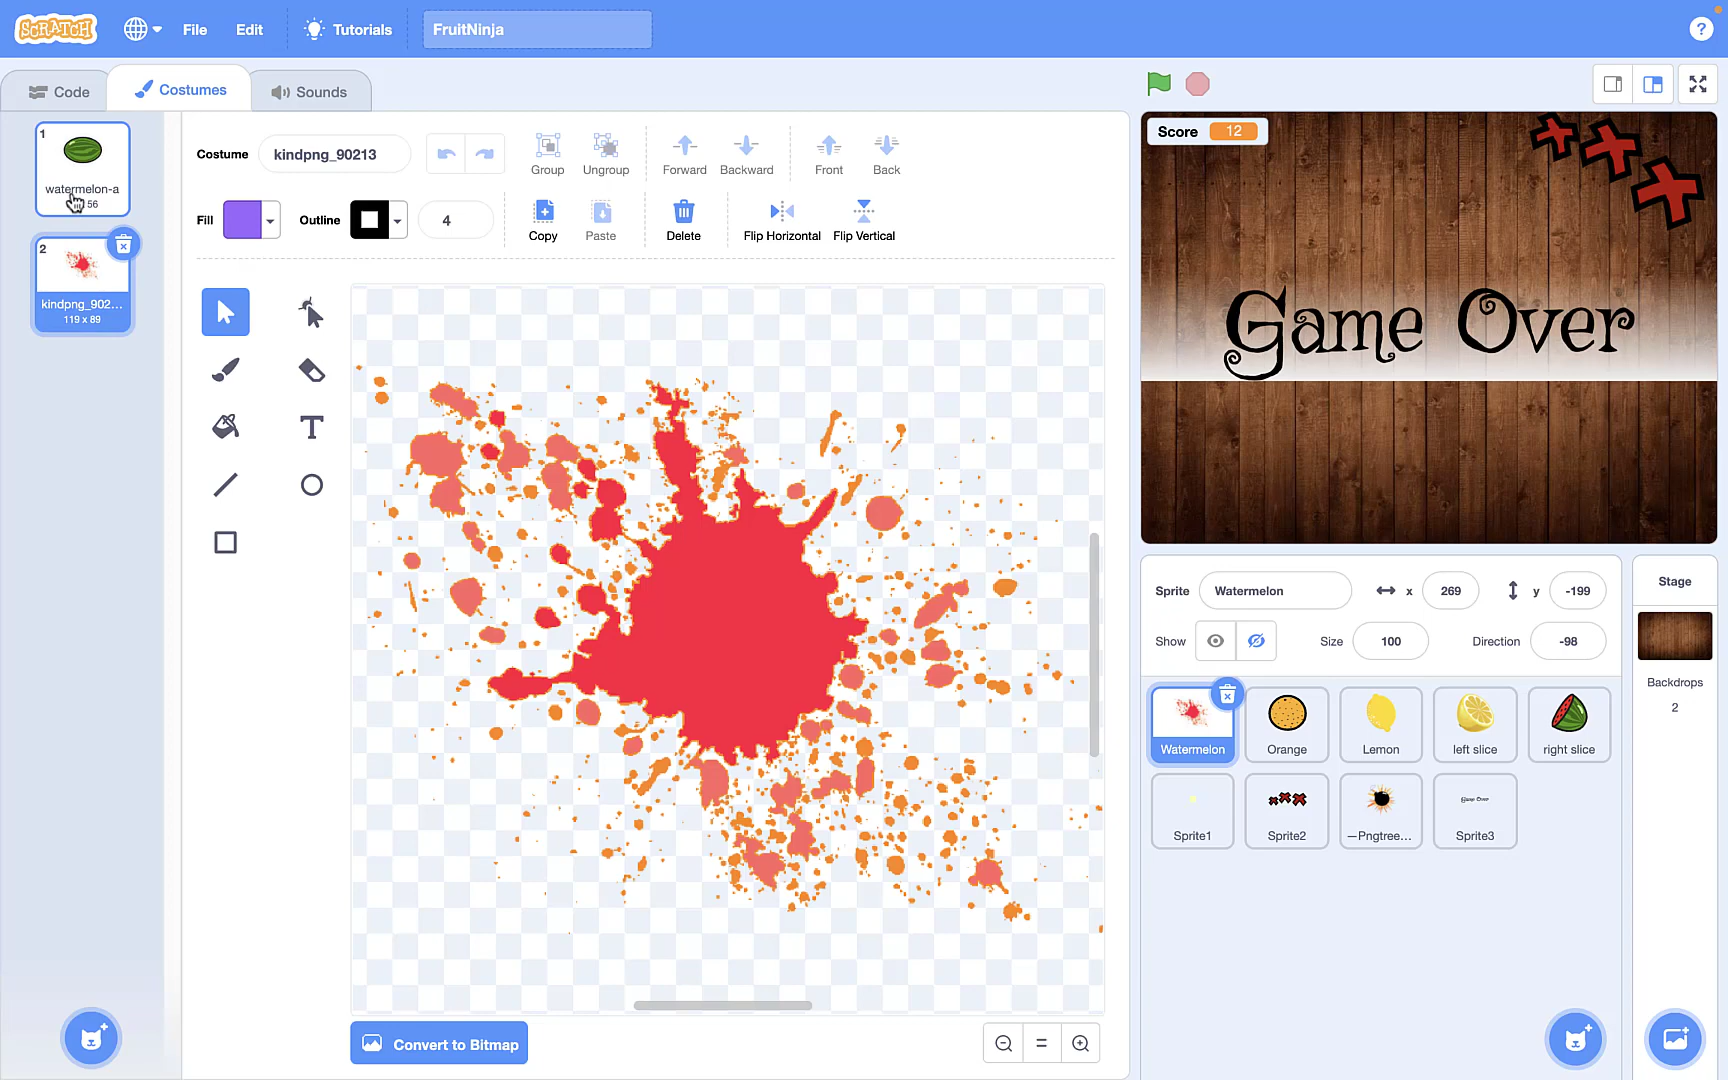 SCRATCH
File
Edit
Tutorials
FruitNinja
?
Code
Costumes
Sounds
1
watermelon-a
56
2
kindpng_902...
119 x 89
Costume
kindpng_90213
Group
Ungroup
Forward
Backward
Front
Back
Fill
Outline
4
Copy
Paste
Delete
Flip Horizontal
Flip Vertical
T
Convert to Bitmap
Score 12
Game Over
Sprite
Watermelon
x
269
y
-199
Show
Size
100
Direction
-98
Watermelon
Orange
Lemon
left slice
right slice
Sprite1
Sprite2
—Pngtree...
Game Over
Sprite3
Stage
Backdrops
2